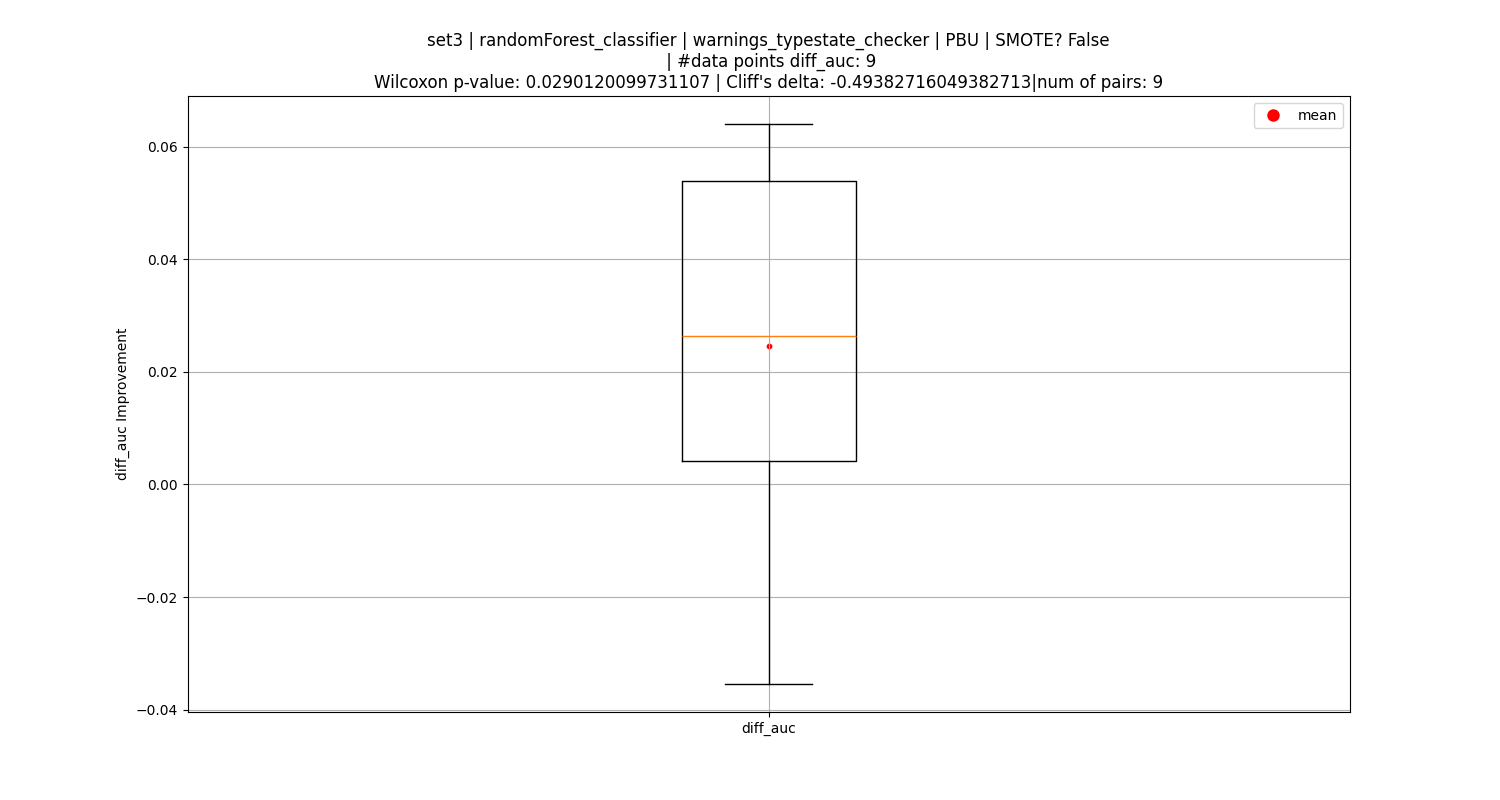 set3 | randomForest_classifier | warnings_typestate_checker | PBU | SMOTE? False
| #data points diff_auc: 9
Wilcoxon p-value: 0.0290120099731107 | Cliff's delta: -0.49382716049382713|num of pairs: 9
mean
0.06
0.04
0.02
0.00
−0.02
−0.04
diff_auc Improvement
diff_auc